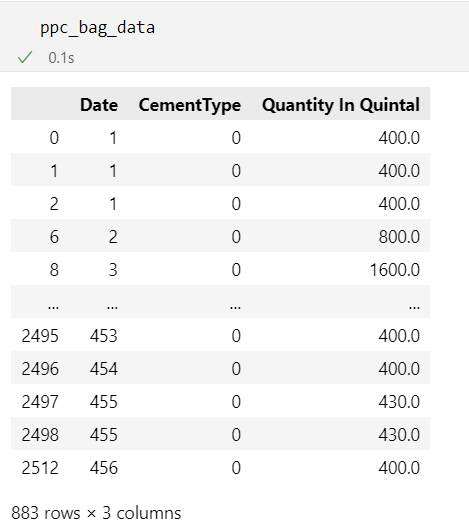 ppc_bag_data
0.1s
Date CementType Quantity In Quintal
0 1 0 400.0
1 1 0 400.0
2 1 0 400.0
6 2 0 800.0
8 3 0 1600.0
... ... ... ...
2495 453 0 400.0
2496 454 0 400.0
2497 455 0 430.0
2498 455 0 430.0
2512 456 0 400.0
883 rows × 3 columns